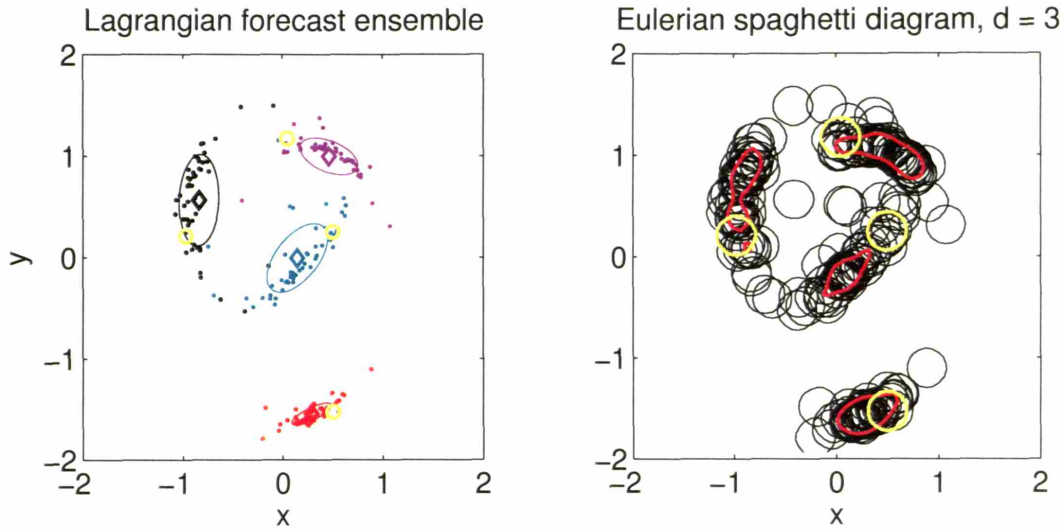 Lagrangian forecast ensemble
2
1
0
−1
−2
y
−2 −1 0 1 2
x
Eulerian spaghetti diagram, d = 3
2
1
0
−1
−2
−2 −1 0 1 2
x